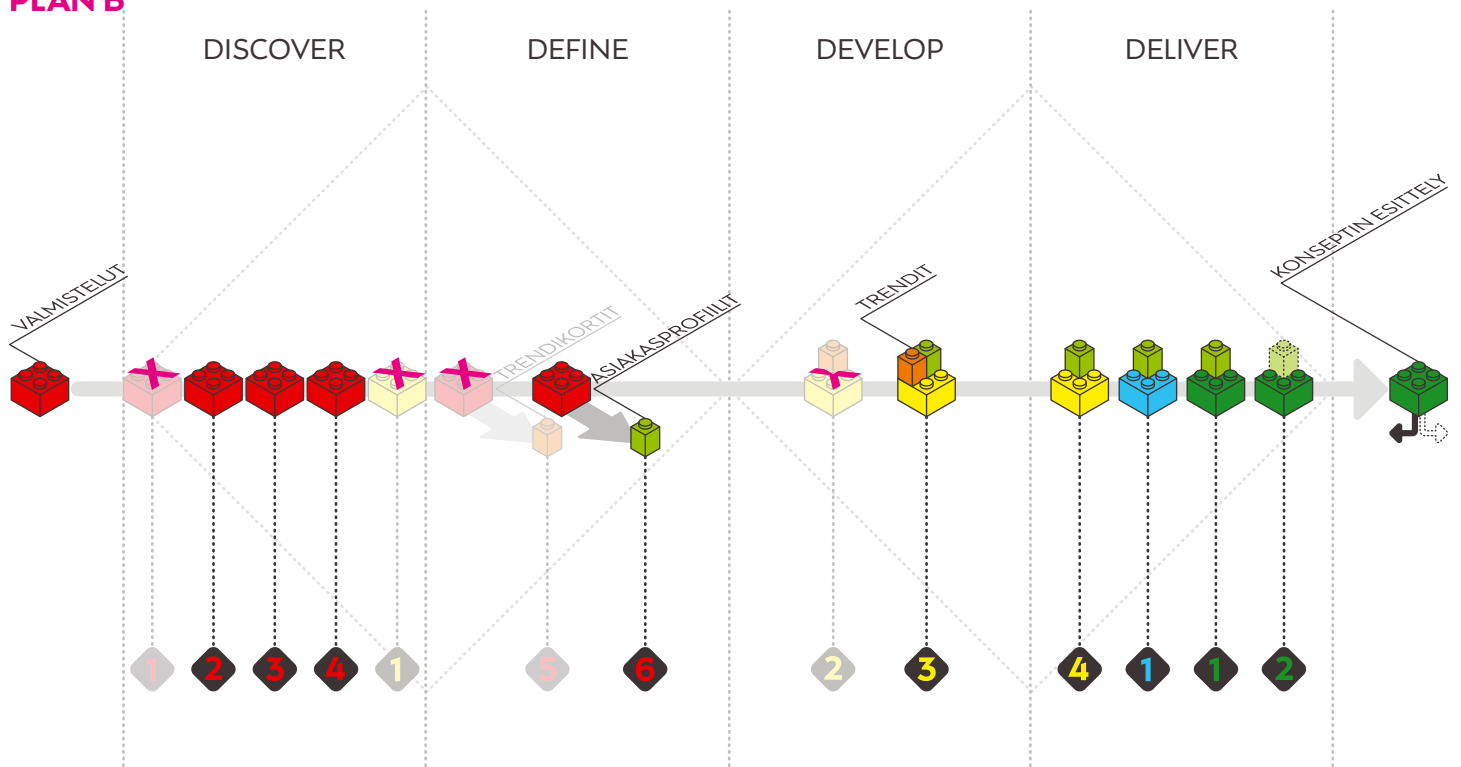 PLAN B
DISCOVER
DEFINE
DEVELOP
DELIVER
VALMISTELUT
TRENDIKORTIT
ASIAKASPROFIILIT
TRENDIT
KONSEPTIN ESITTELY
1
2
3
4
1
5
6
2
3
4
1
1
2